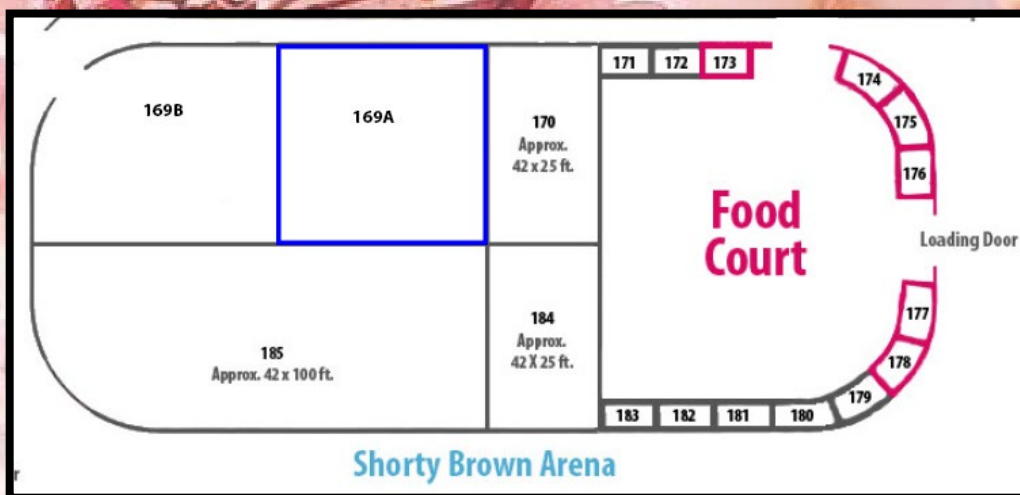 171
172
173
174
169B
169A
170
Approx.
42 x 25 ft.
175
176
Food
Court
Loading Door
177
184
Approx.
42 X 25 ft.
185
Approx. 42 x 100 ft.
178
179
183
182
181
180
Shorty Brown Arena
r